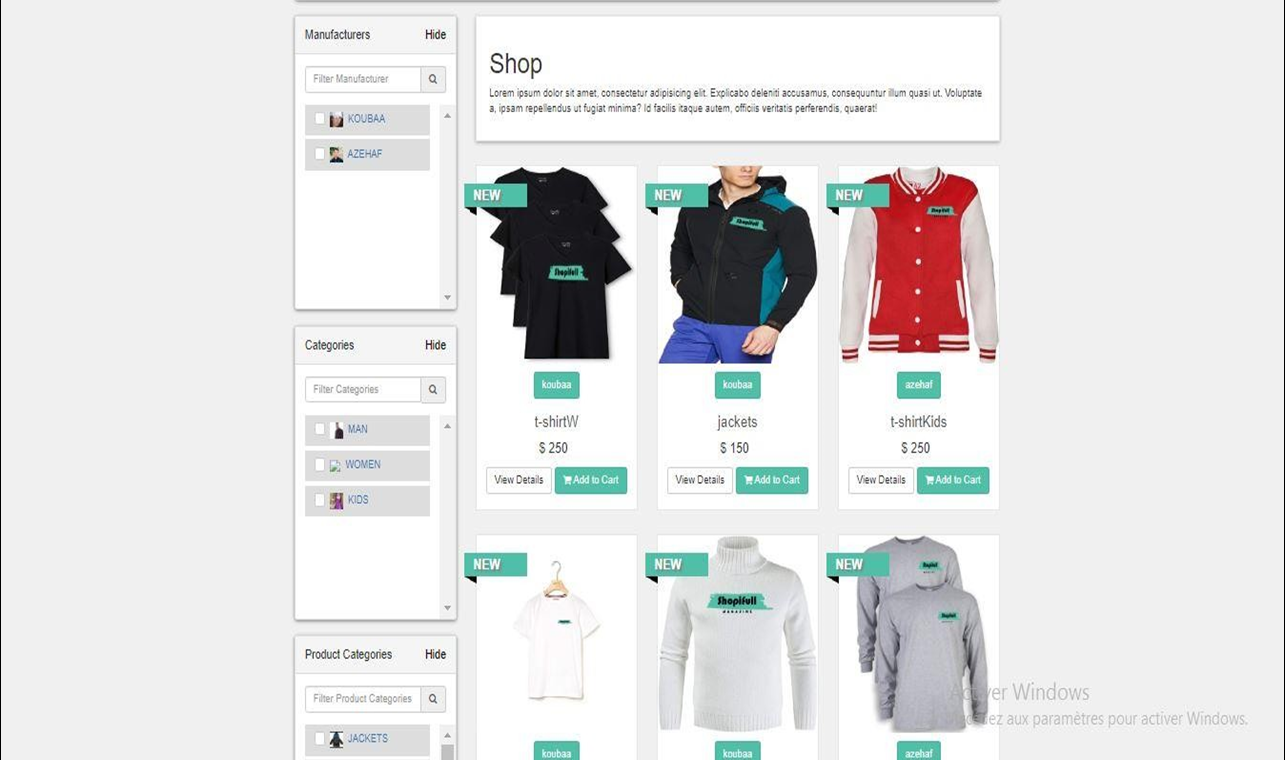 Manufacturers Hide
Filter Manufacturer
KOUBAA
AZEHAF
Categories Hide
Filter Categories
MAN
WOMEN
KIDS
Product Categories Hide
Filter Product Categories
JACKETS
Shop
Lorem ipsum dolor sit amet, consectetur adipisicing elit. Explicabo deleniti accusamus, consequuntur illum quasi ut. Voluptate
a, ipsam repellendus ut fugiat minima? Id facilis itaque autem, officiis veritatis perferendis, quaerat!
NEW
Shopifull
koubaa
t-shirtW
$ 250
View Details Add to Cart
NEW
Shopifull
koubaa
jackets
$ 150
View Details Add to Cart
NEW
Shopifull
azehaf
t-shirtKids
$ 250
View Details Add to Cart
NEW
koubaa
NEW
Shopifull
MAGAZINE
koubaa
NEW
Shopifull
Shopifull
azehaf
Activer Windows
Accédez aux paramètres pour activer Windows.